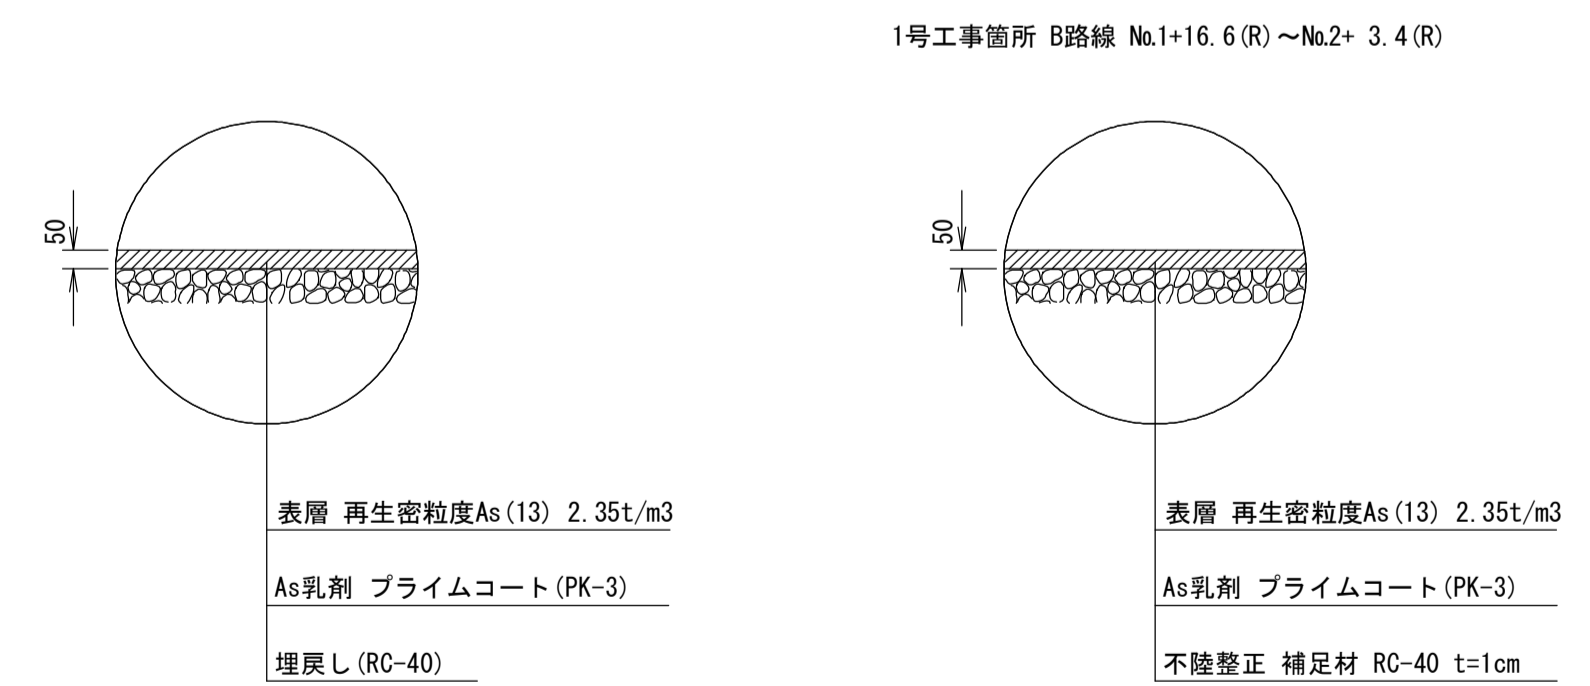 1号工事箇所 B路線 №1+16.6(R)～№2+ 3.4(R)
50
表層 再生密粒度As(13) 2.35t/m3
As乳剤 プライムコート(PK-3)
埋戻し(RC-40)
50
表層 再生密粒度As(13) 2.35t/m3
As乳剤 プライムコート(PK-3)
不陸整正 補足材 RC-40 t=1cm